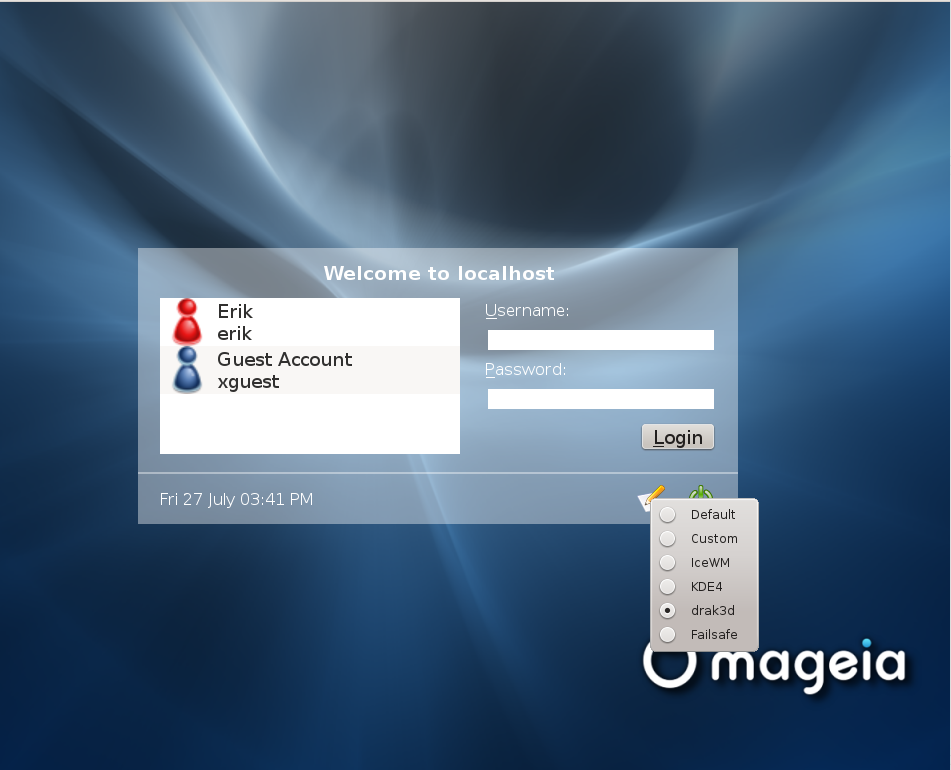 Welcome to localhost
Erik
erik
Guest Account
xguest
Username:
Password:
Login
Fri 27 July 03:41 PM
Default
Custom
IceWM
KDE4
drak3d
Failsafe
mageia